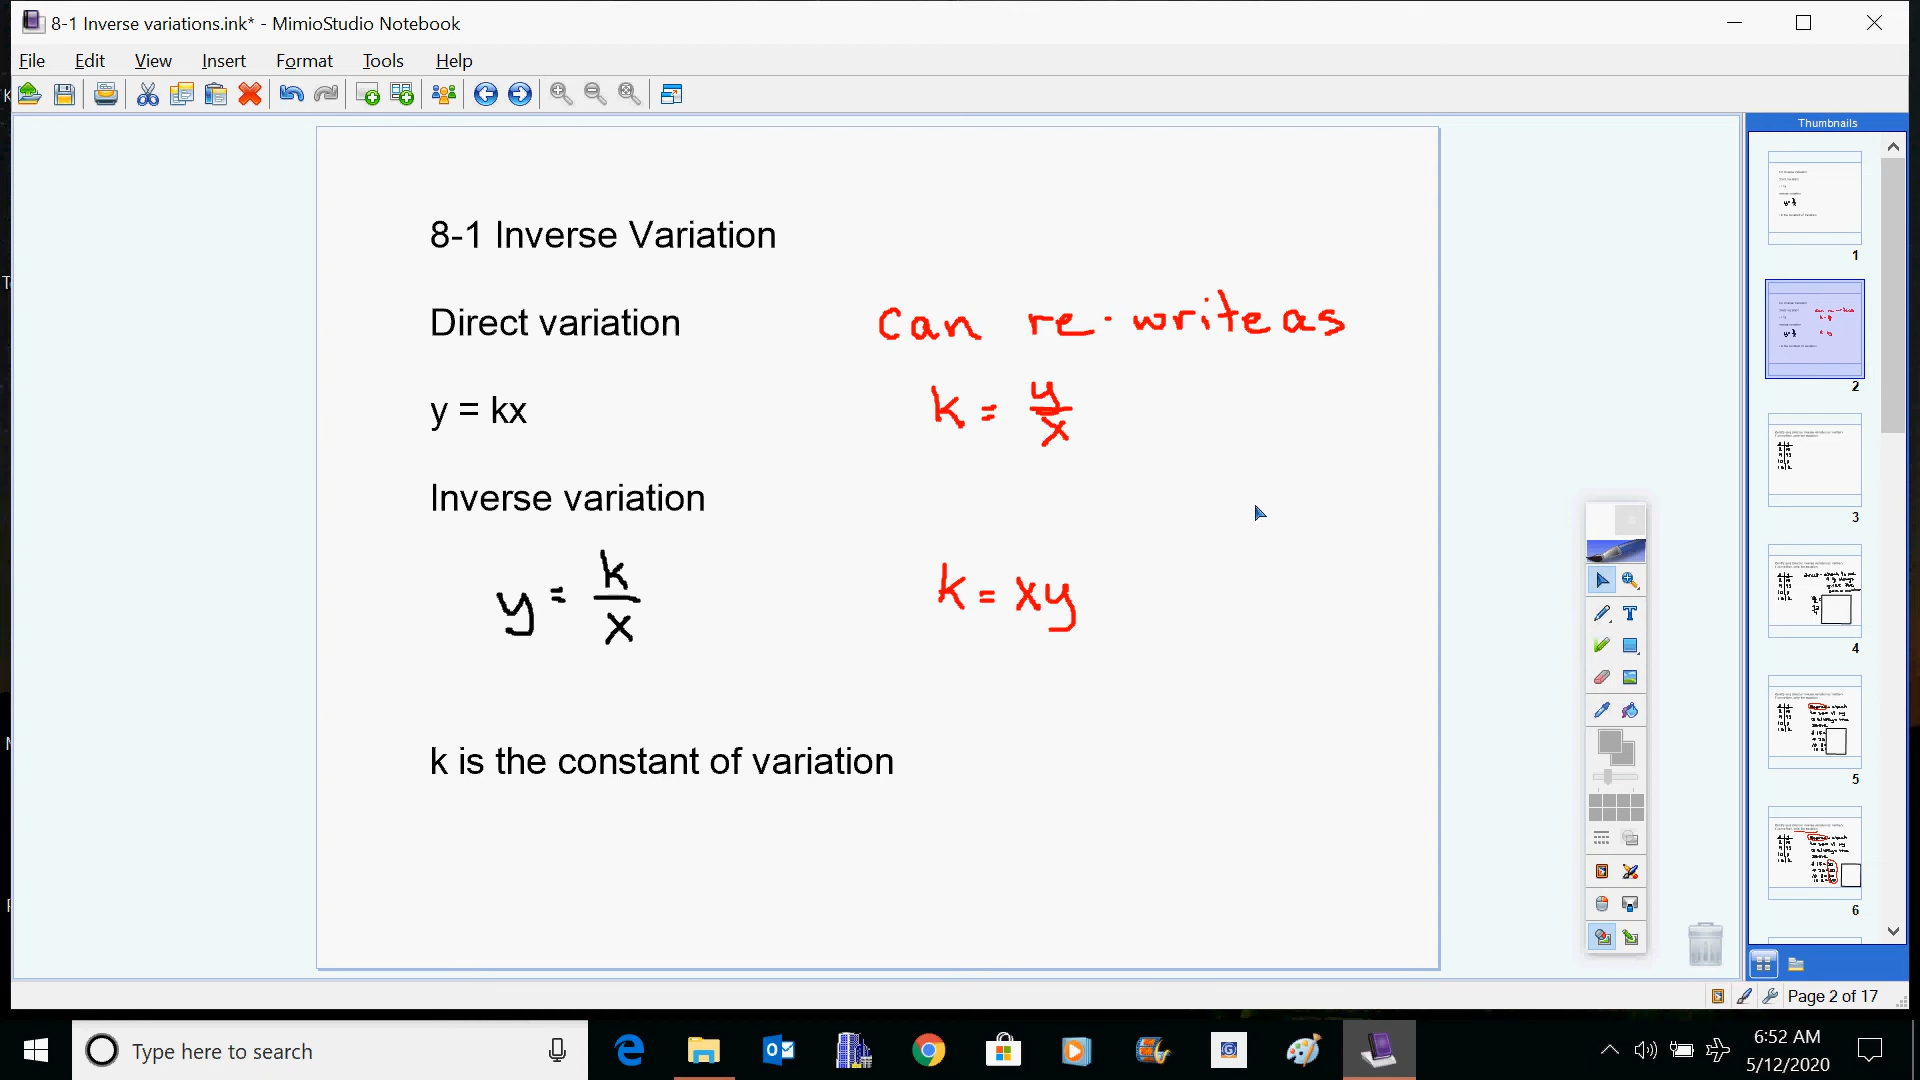 8-1 Inverse variations.ink* - MimioStudio Notebook
File Edit View Insert Format Tools Help
Thumbnails
8-1 Inverse Variation
Direct variation
can re-write as
y = kx
k = y/x
Inverse variation
y = k/x
k = xy
k is the constant of variation
1
2
3
4
5
6
Page 2 of 17
Type here to search
6:52 AM
5/12/2020